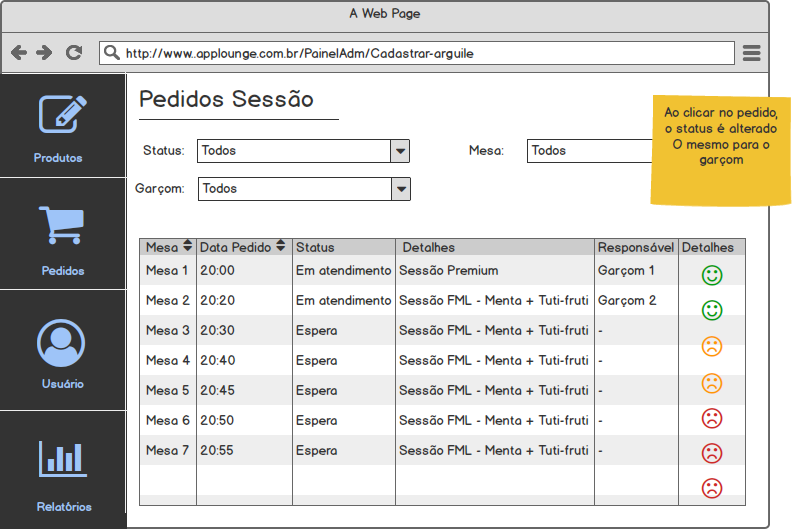 A Web Page
http://www.applounge.com.br/PainelAdm/Cadastrar-arguile
Produtos
Pedidos
Usuário
Relatórios
Pedidos Sessão
Status: Todos Mesa: Todos
Garçom: Todos
Ao clicar no pedido,
o status é alterado
O mesmo para o
garçom
Mesa Data Pedido Status Detalhes Responsável Detalhes
Mesa 1 20:00 Em atendimento Sessão Premium Garçom 1
Mesa 2 20:20 Em atendimento Sessão FML - Menta + Tuti-fruti Garçom 2
Mesa 3 20:30 Espera Sessão FML - Menta + Tuti-fruti -
Mesa 4 20:40 Espera Sessão FML - Menta + Tuti-fruti -
Mesa 5 20:45 Espera Sessão FML - Menta + Tuti-fruti -
Mesa 6 20:50 Espera Sessão FML - Menta + Tuti-fruti -
Mesa 7 20:55 Espera Sessão FML - Menta + Tuti-fruti -